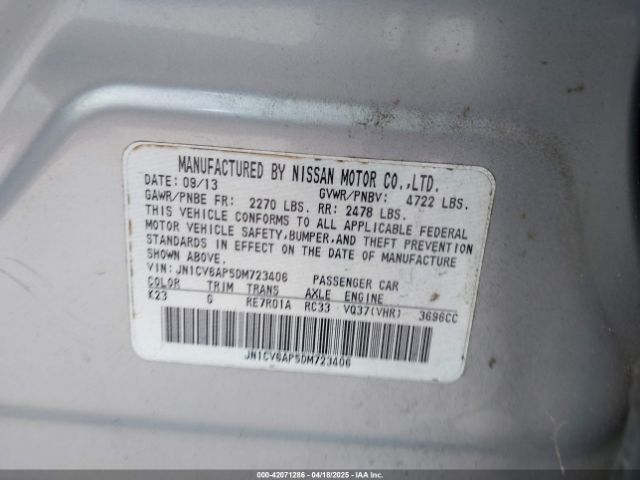 MANUFACTURED BY NISSAN MOTOR CO.,LTD.
DATE: 09/13 GVWR/PNBV: 4722 LBS.
GAWR/PNBE FR: 2270 LBS. RR: 2478 LBS.
THIS VEHICLE CONFORMS TO ALL APPLICABLE FEDERAL
MOTOR VEHICLE SAFETY, BUMPER, AND THEFT PREVENTION
STANDARDS IN EFFECT ON THE DATE OF MANUFACTURE
SHOWN ABOVE.
VIN: JN1CV6AP5DM723406 PASSENGER CAR
COLOR TRIM TRANS AXLE ENGINE
K23 G RE7R01A RC33 VQ37(VHR) 3696CC
JN1CV6AP5DM723406
000-42071286 - 04/18/2025 - IAAI.COM